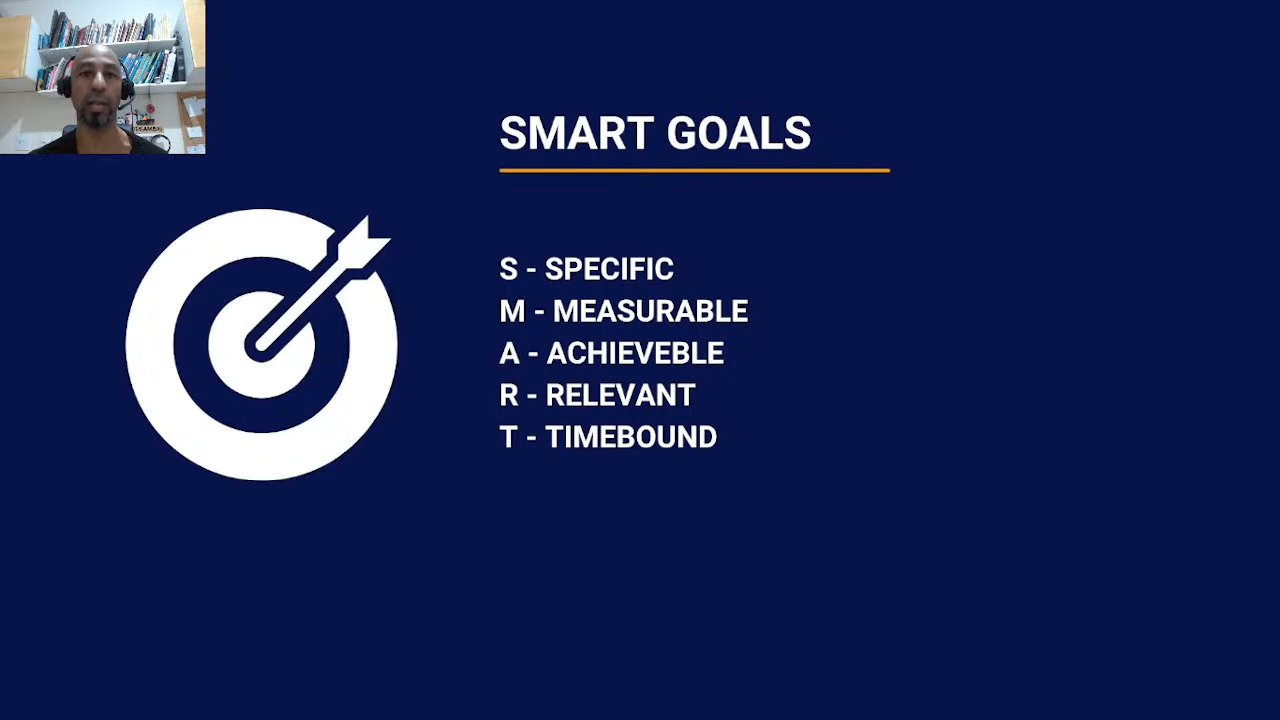 SMART GOALS
S - SPECIFIC
M - MEASURABLE
A - ACHIEVEBLE
R - RELEVANT
T - TIMEBOUND